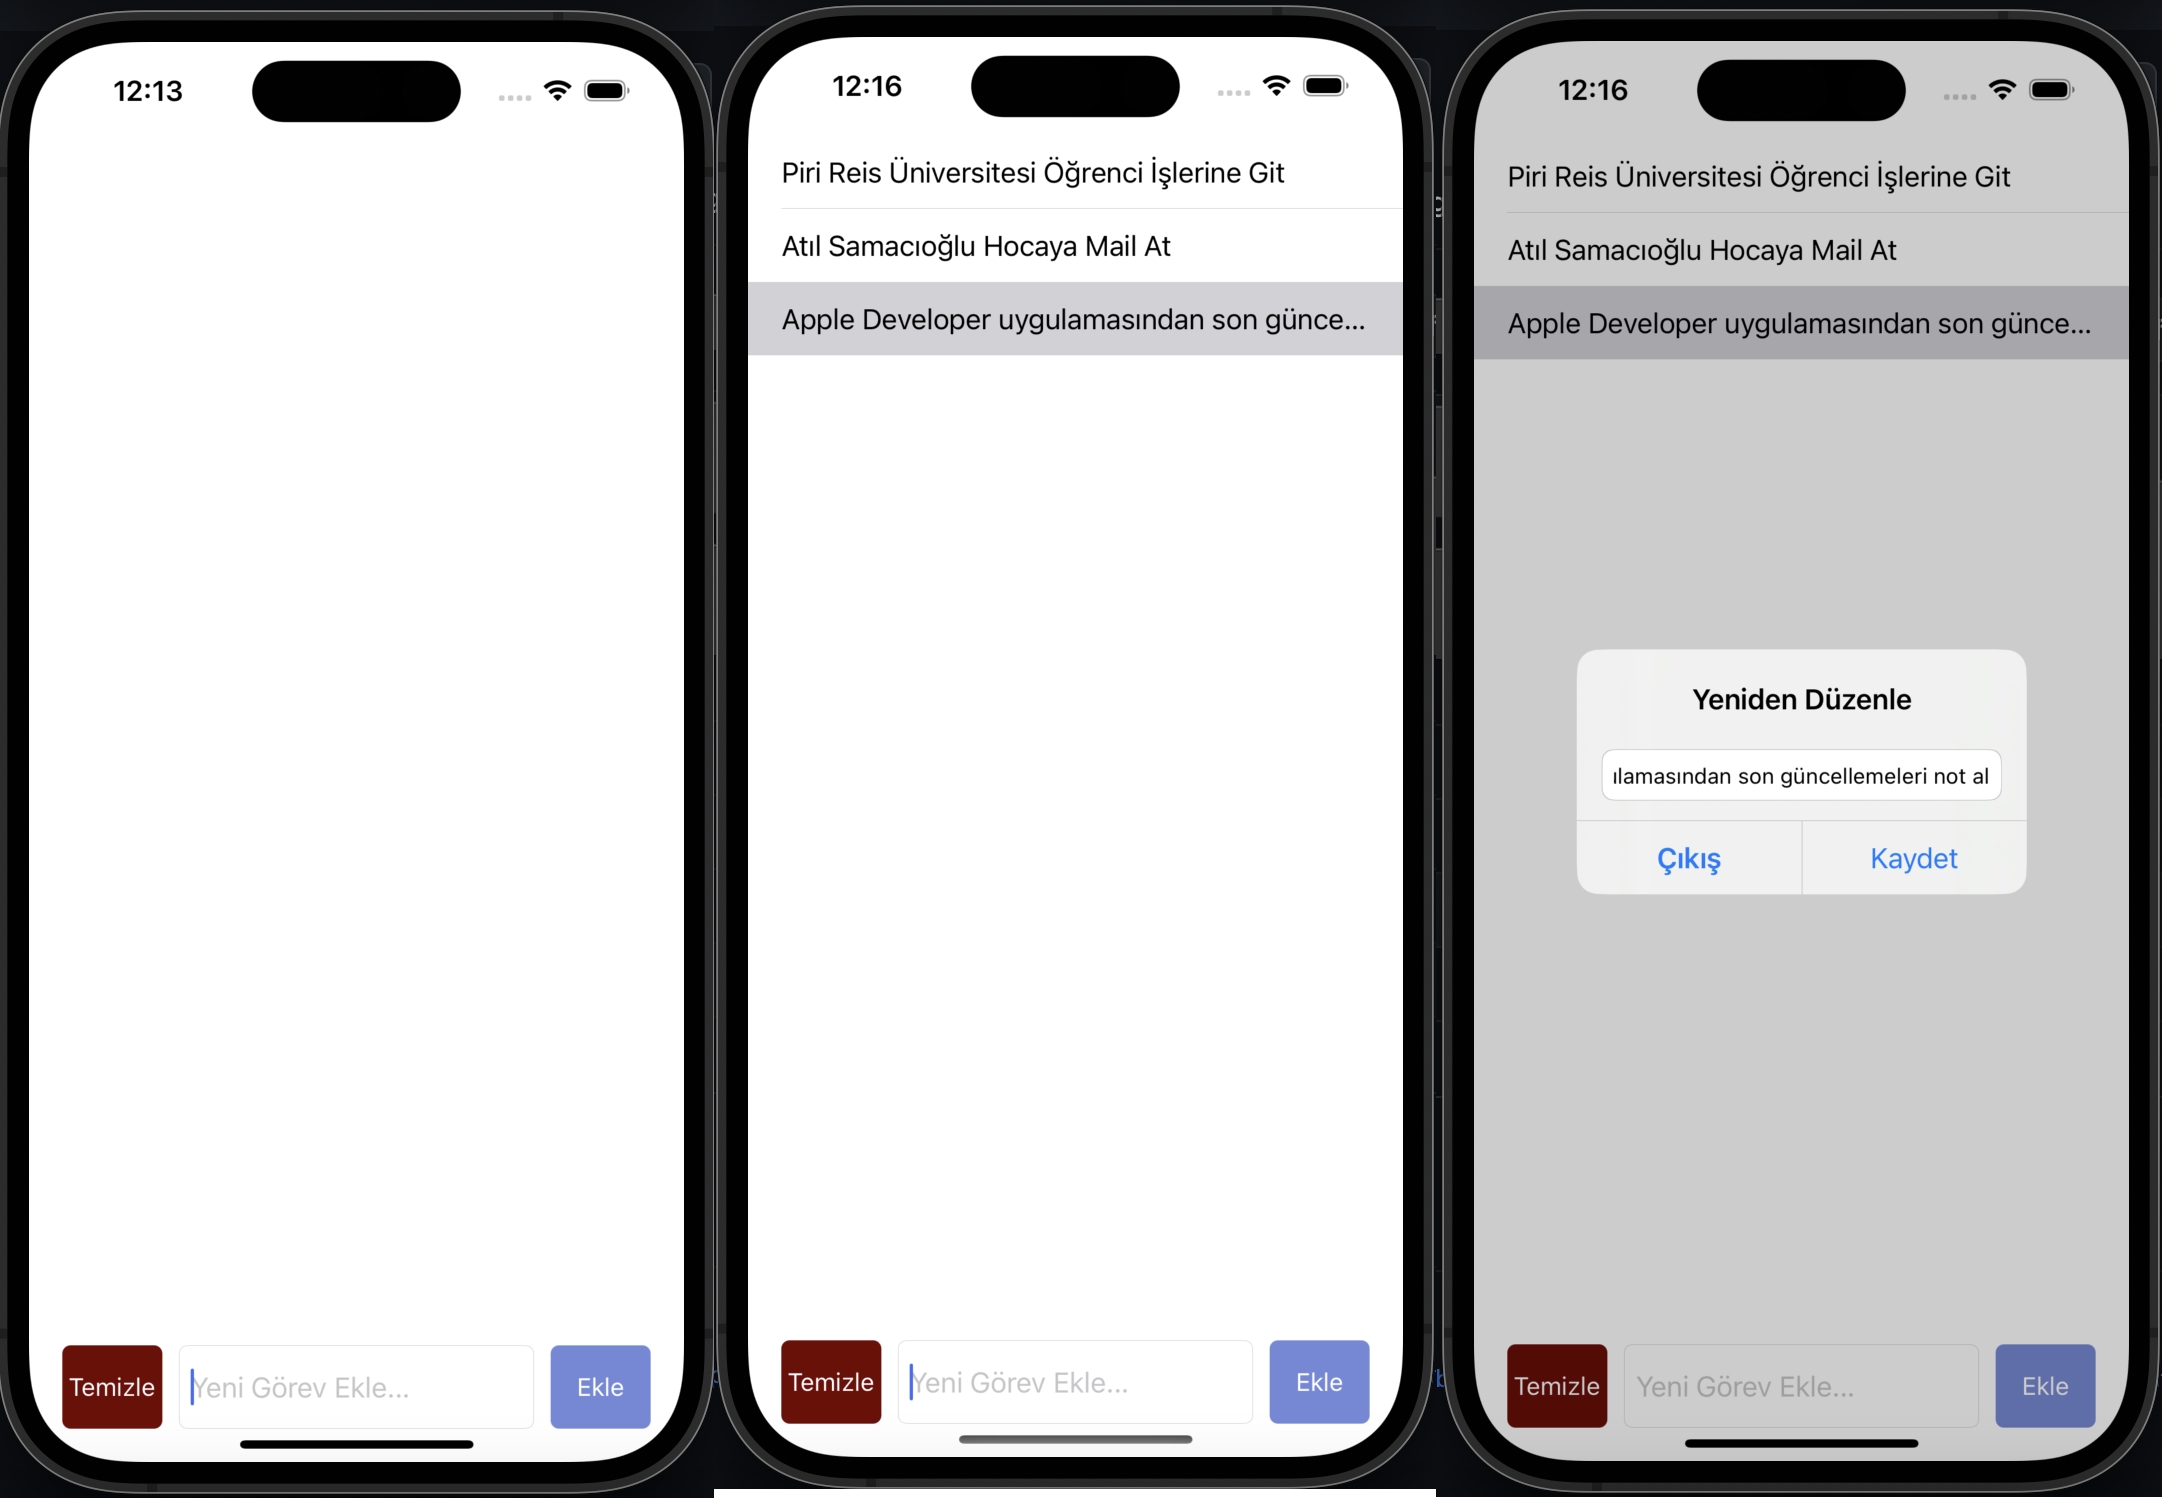 12:13
Yeni Görev Ekle...
Temizle
Ekle
12:16
Piri Reis Üniversitesi Öğrenci İşlerine Git
Atıl Samacıoğlu Hocaya Mail At
Apple Developer uygulamasından son günce...
Temizle
Yeni Görev Ekle...
Ekle
12:16
Piri Reis Üniversitesi Öğrenci İşlerine Git
Atıl Samacıoğlu Hocaya Mail At
Apple Developer uygulamasından son günce...
Yeniden Düzenle
ılamasından son güncellemeleri not al
Çıkış
Kaydet
Temizle
Yeni Görev Ekle...
Ekle